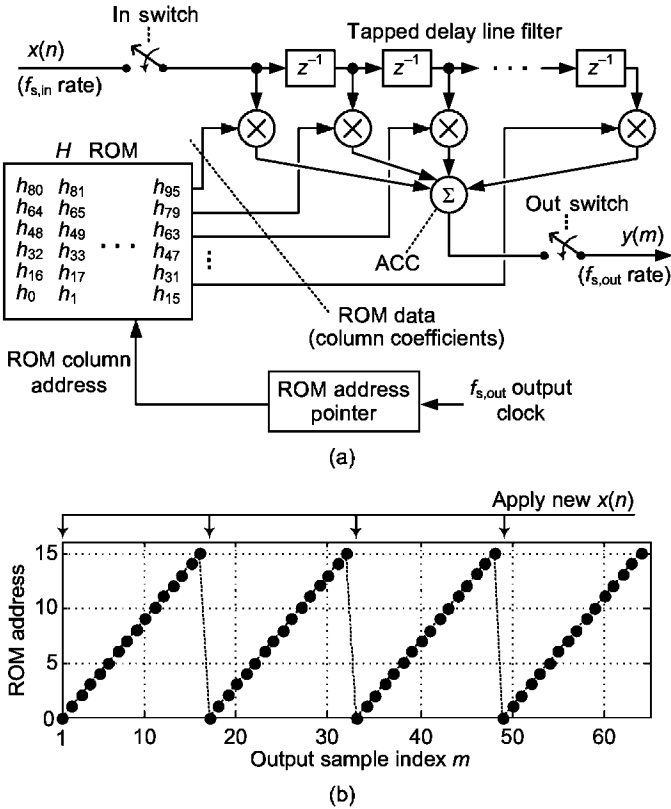 In switch
Tapped delay line filter
x(n)
(f_s,in rate)
z⁻¹ z⁻¹ . . . z⁻¹
H ROM
h₈₀ h₈₁ h₉₅
h₆₄ h₆₅ h₇₉
h₄₈ h₄₉ h₆₃
h₃₂ h₃₃ . . . h₄₇
h₁₆ h₁₇ h₃₁
h₀ h₁ h₁₅
Σ
ACC
Out switch
y(m)
(f_s,out rate)
ROM data
(column coefficients)
ROM column
address
ROM address
pointer
f_s,out output
clock
(a)
Apply new x(n)
ROM address
15
10
5
0
1 10 20 30 40 50 60
Output sample index m
(b)